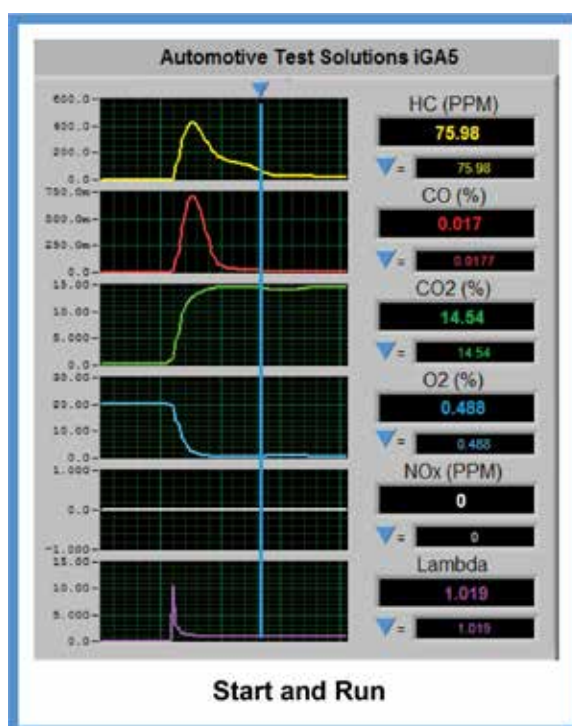 Automotive Test Solutions iGA5
600.0
400.0
200.0
0.0
HC (PPM)
75.98
= 75.98
750.0m
500.0m
250.0m
0.0
CO (%)
0.017
= 0.0177
15.00
10.00
5.000
0.0
CO2 (%)
14.54
= 14.54
30.00
20.00
10.00
0.0
O2 (%)
0.488
= 0.488
1.000
0.0
-1.000
NOx (PPM)
0
= 0
15.00
10.00
5.000
0.0
Lambda
1.019
= 1.019
Start and Run